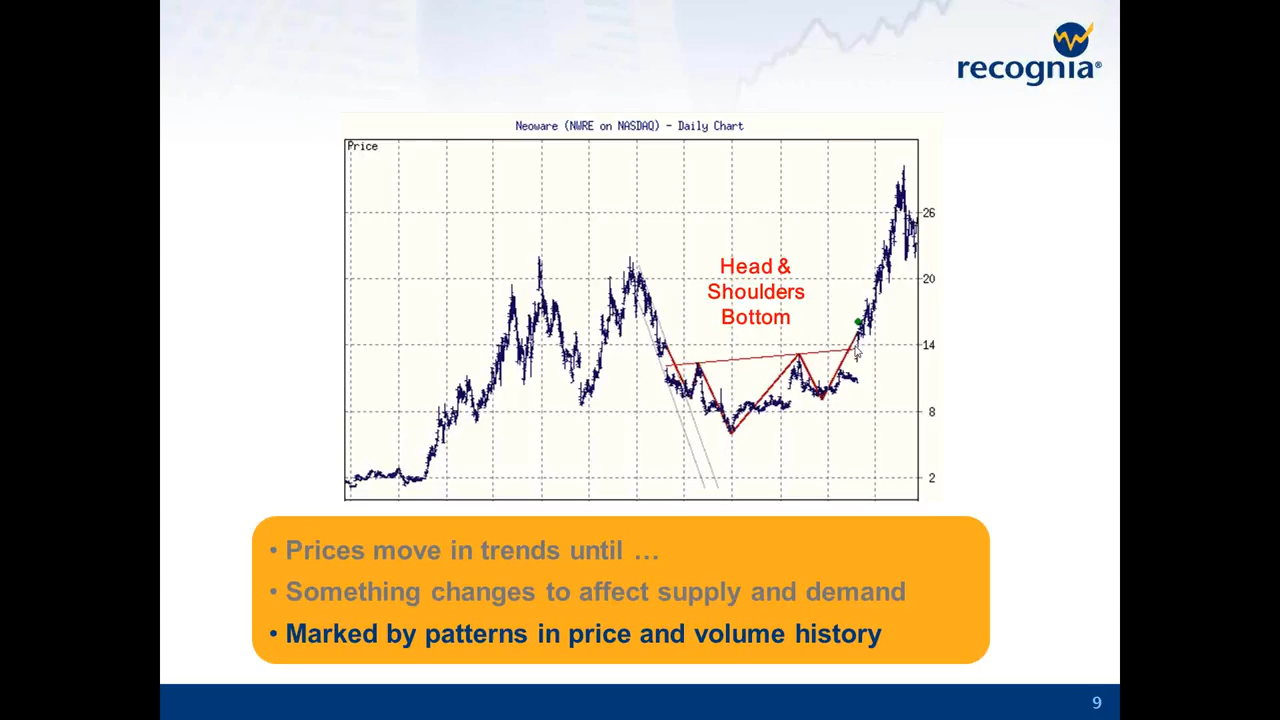 recognia®
Neoware (NWRE on NASDAQ) - Daily Chart
Price
26
Head &
Shoulders
Bottom
20
14
8
2
• Prices move in trends until …
• Something changes to affect supply and demand
• Marked by patterns in price and volume history
9